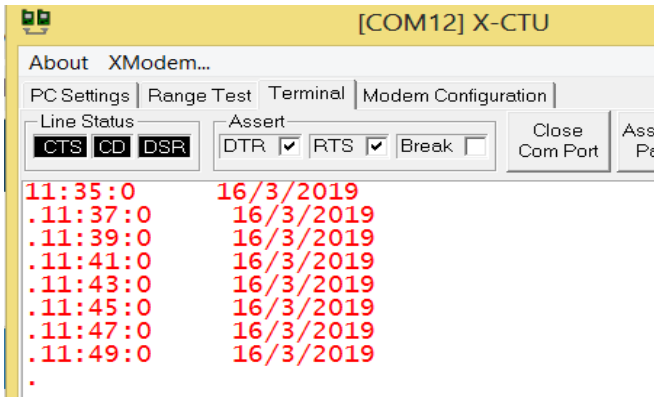 [COM12] X-CTU
About XModem...
PC Settings Range Test Terminal Modem Configuration
Line Status Assert
CTS CD DSR DTR RTS Break Close
Com Port
11:35:0 16/3/2019
.11:37:0 16/3/2019
.11:39:0 16/3/2019
.11:41:0 16/3/2019
.11:43:0 16/3/2019
.11:45:0 16/3/2019
.11:47:0 16/3/2019
.11:49:0 16/3/2019
.